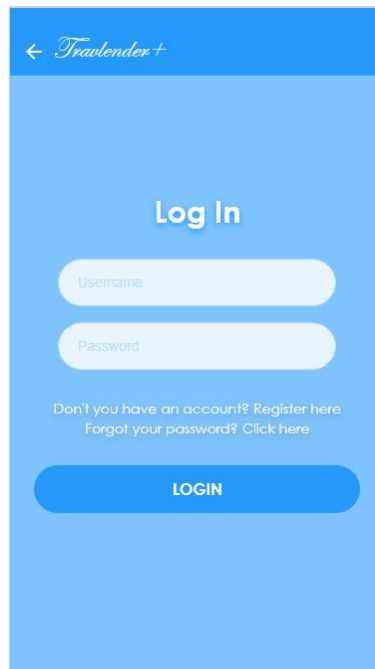 Travlender+
Log In
Username
Password
Don't you have an account? Register here
Forgot your password? Click here
LOGIN